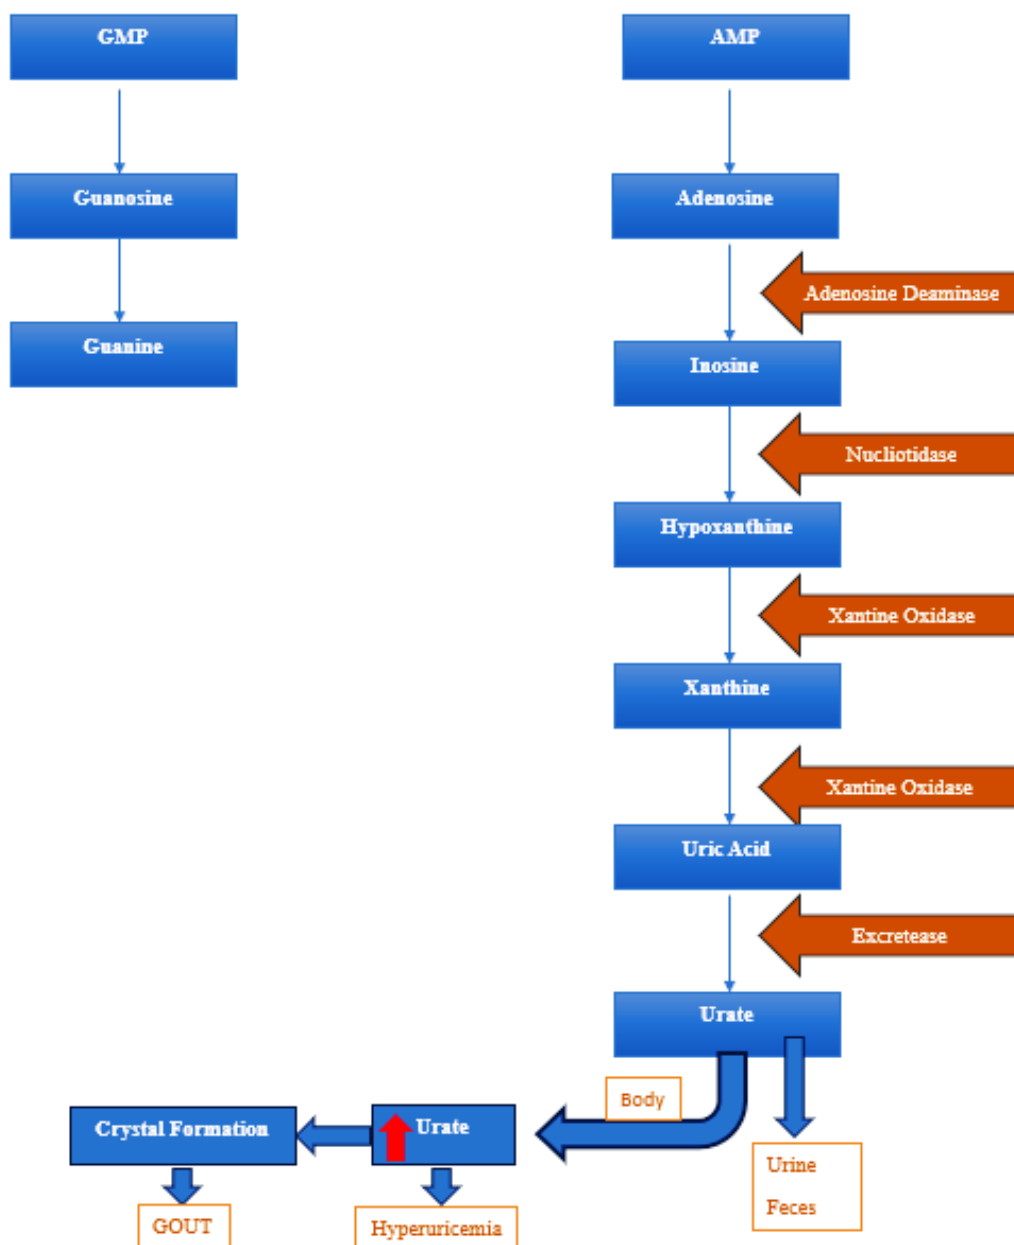 GMP
AMP
Guanosine
Adenosine
Adenosine Deaminase
Guanine
Inosine
Nucliotidase
Hypoxanthine
Xantine Oxidase
Xanthine
Xantine Oxidase
Uric Acid
Excretease
Urate
Body
Crystal Formation
Urate
Urine
Feces
GOUT
Hyperuricemia